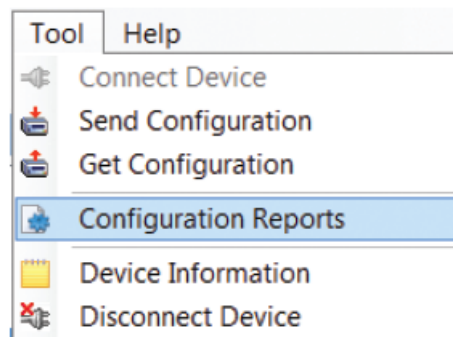 Tool Help
Connect Device
Send Configuration
Get Configuration
Configuration Reports
Device Information
Disconnect Device